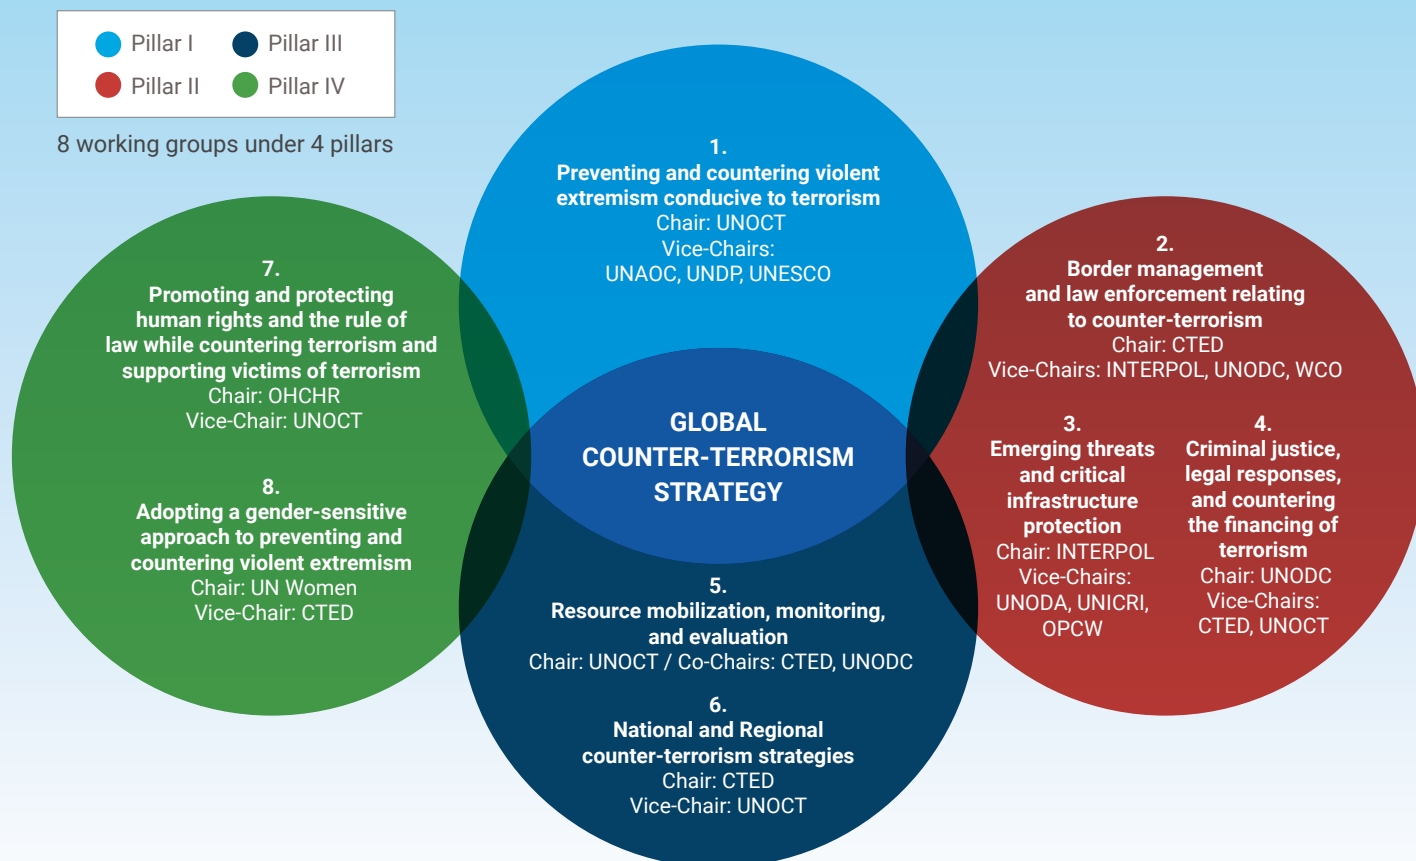 Pillar I
Pillar III
Pillar II
Pillar IV
8 working groups under 4 pillars
1.
Preventing and countering violent
extremism conducive to terrorism
Chair: UNOCT
Vice-Chairs:
UNAOC, UNDP, UNESCO
7.
Promoting and protecting
human rights and the rule of
law while countering terrorism and
supporting victims of terrorism
Chair: OHCHR
Vice-Chair: UNOCT
8.
Adopting a gender-sensitive
approach to preventing and
countering violent extremism
Chair: UN Women
Vice-Chair: CTED
GLOBAL
COUNTER-TERRORISM
STRATEGY
2.
Border management
and law enforcement relating
to counter-terrorism
Chair: CTED
Vice-Chairs: INTERPOL, UNODC, WCO
3.
Emerging threats
and critical
infrastructure
protection
Chair: INTERPOL
Vice-Chairs:
UNODA, UNICRI,
OPCW
4.
Criminal justice,
legal responses,
and countering
the financing of
terrorism
Chair: UNODC
Vice-Chairs:
CTED, UNOCT
5.
Resource mobilization, monitoring,
and evaluation
Chair: UNOCT / Co-Chairs: CTED, UNODC
6.
National and Regional
counter-terrorism strategies
Chair: CTED
Vice-Chair: UNOCT